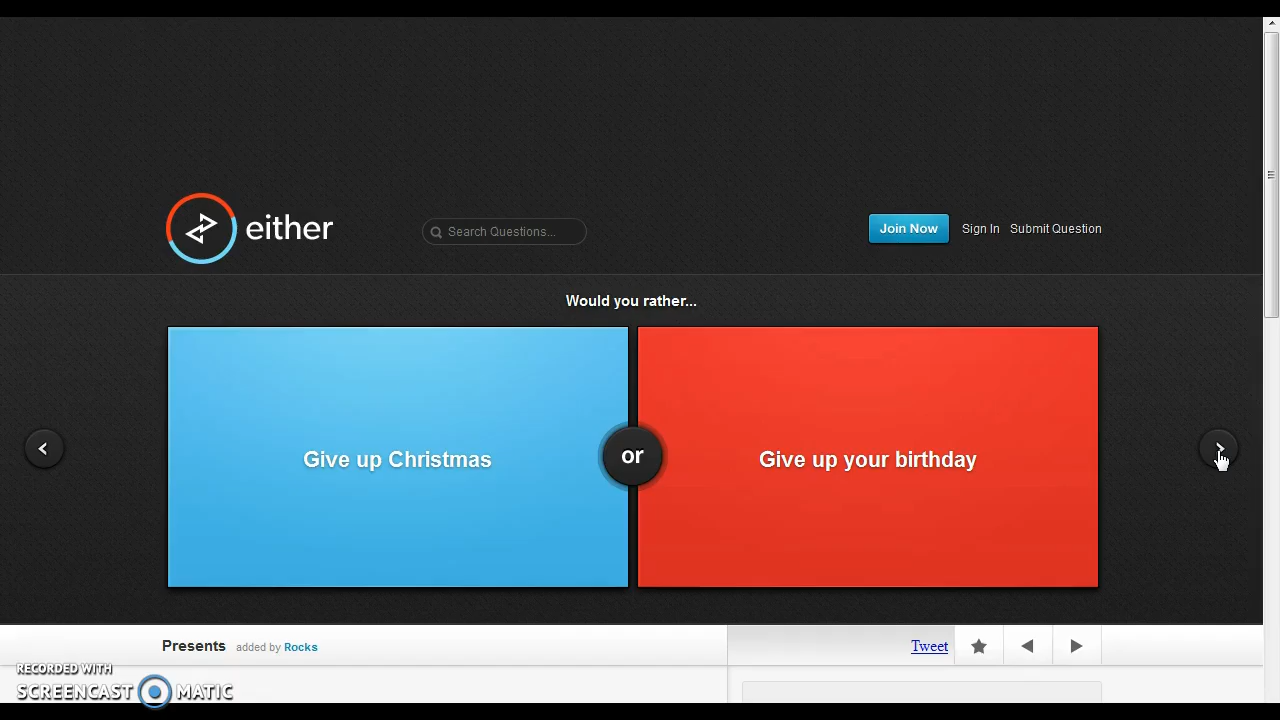 either
Search Questions...
Join Now
Sign In
Submit Question
Would you rather...
Give up Christmas
or
Give up your birthday
Presents added by Rocks
Tweet
RECORDED WITH
SCREENCAST MATIC